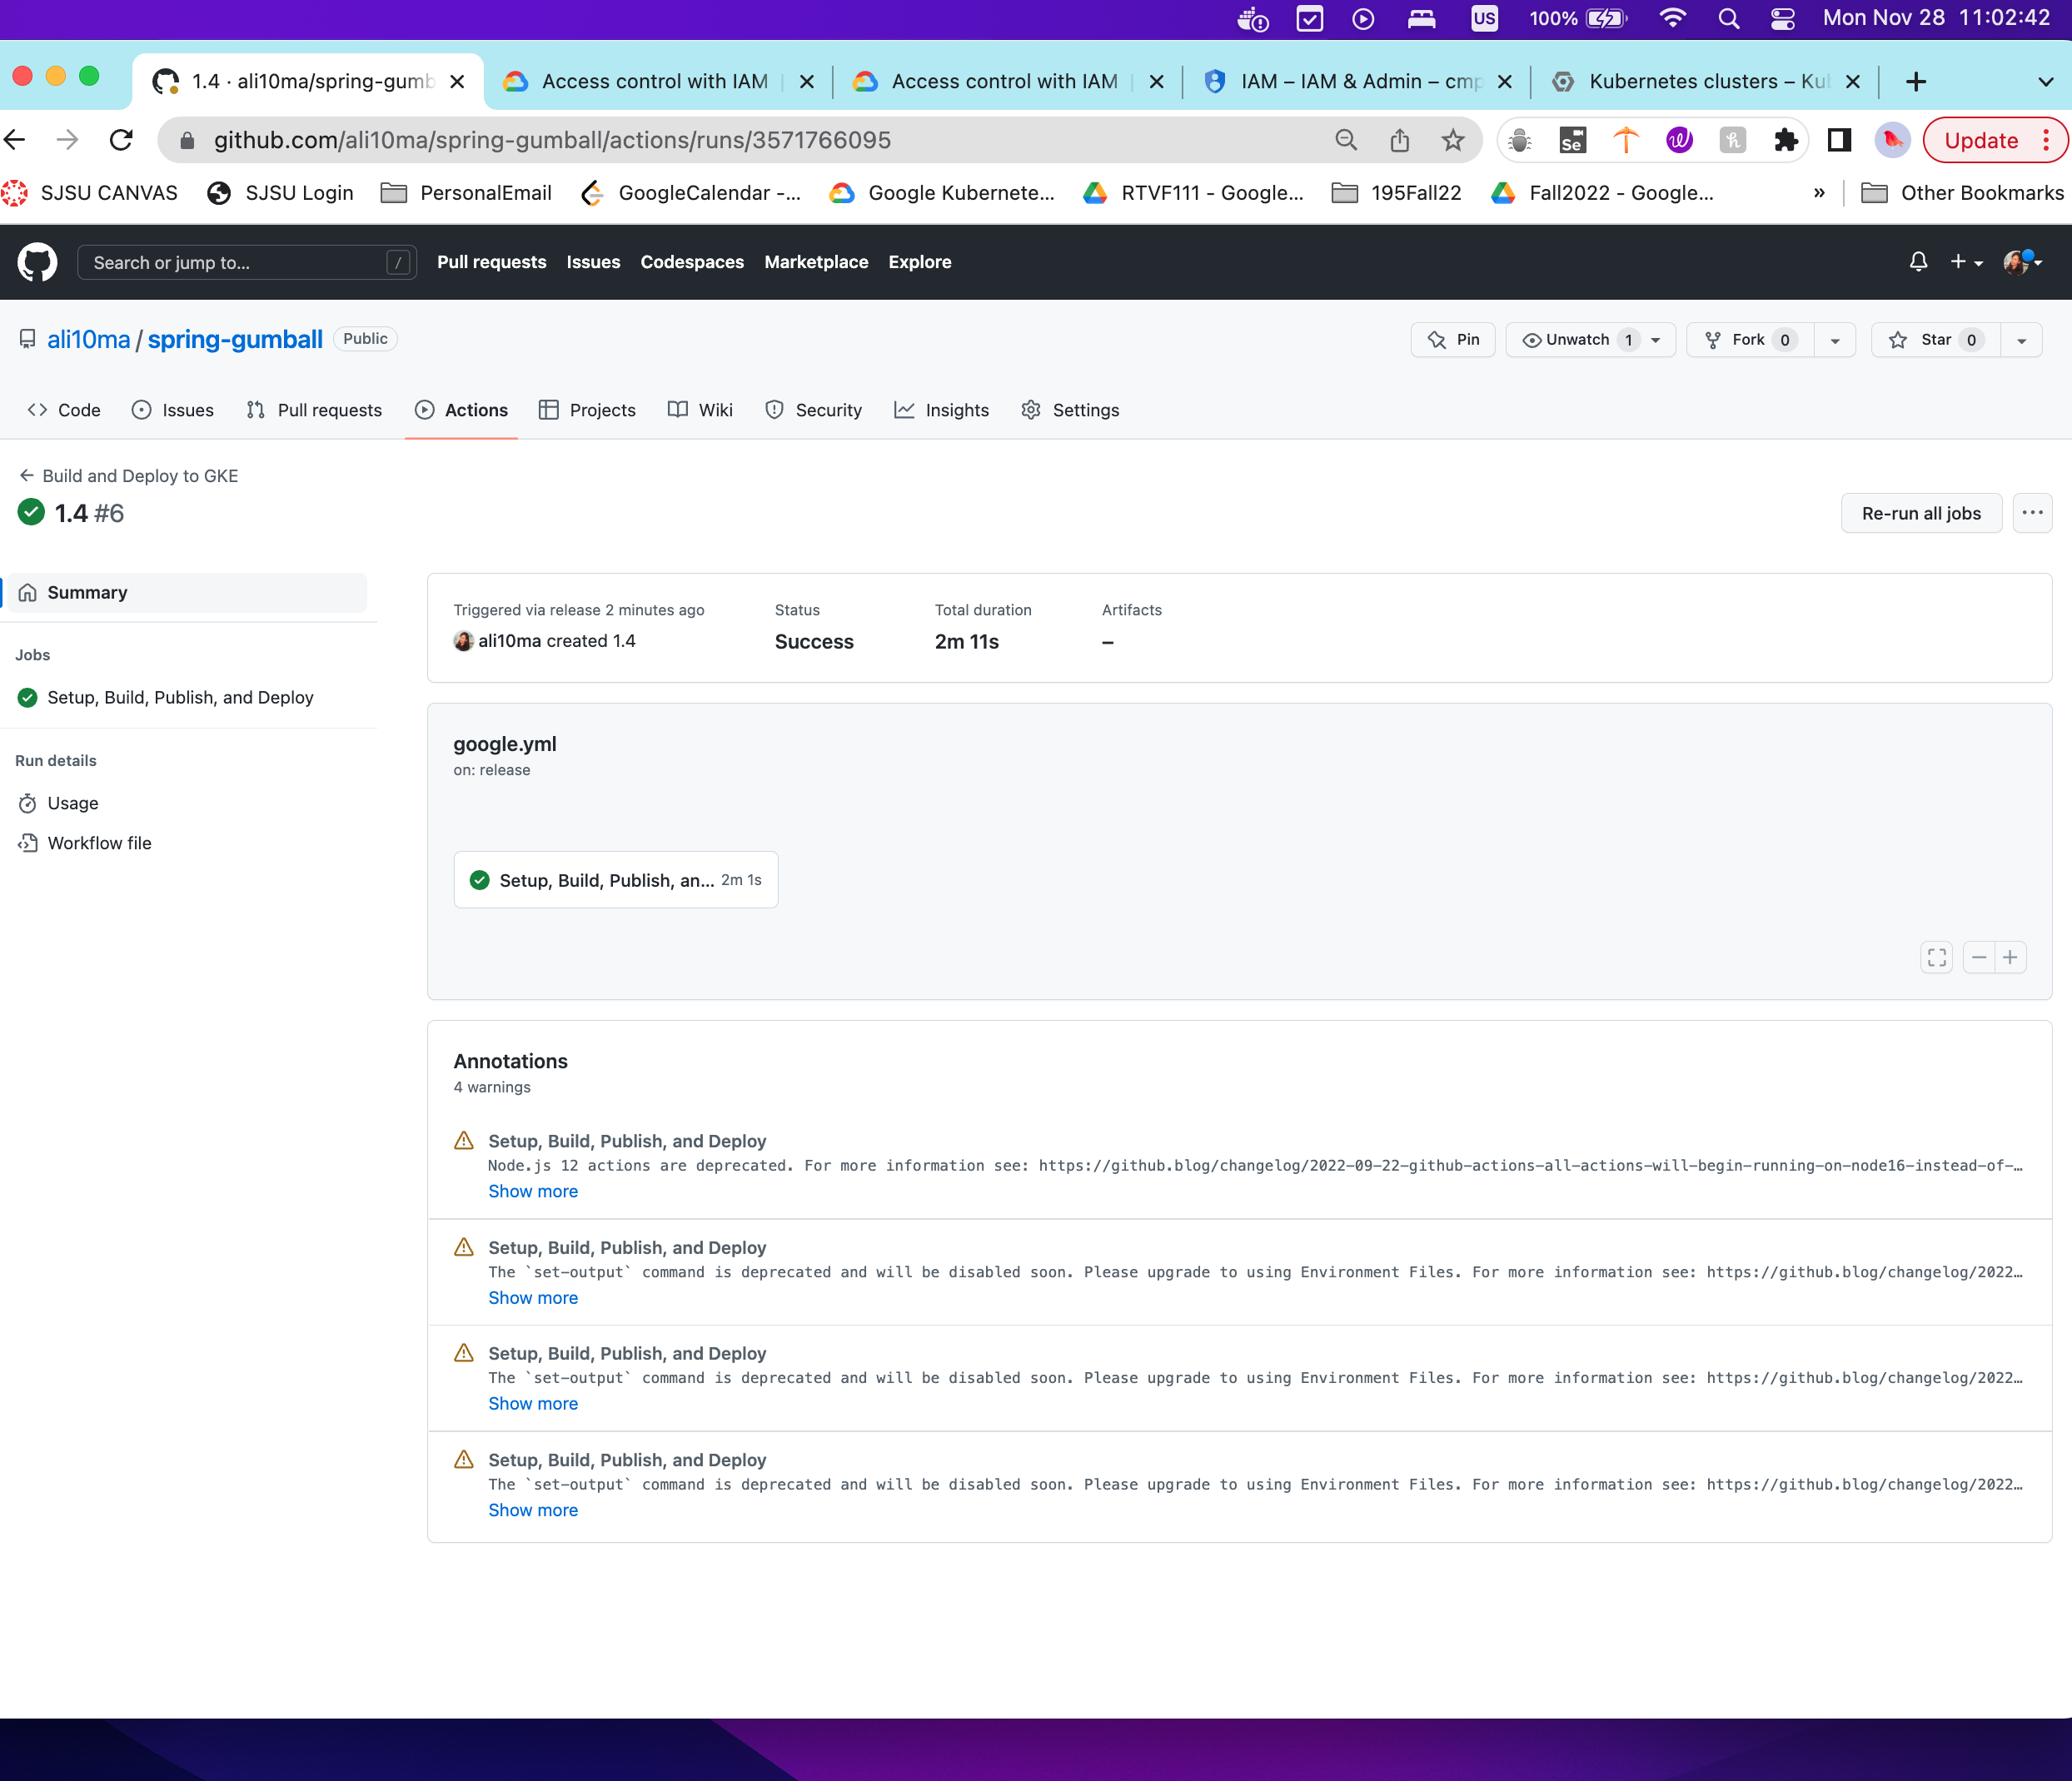 US 100% Mon Nov 28 11:02:42
1.4 · ali10ma/spring-gumb Access control with IAM Access control with IAM IAM – IAM & Admin – cmp Kubernetes clusters – Kub
github.com/ali10ma/spring-gumball/actions/runs/3571766095 Se h Update
SJSU CANVAS SJSU Login PersonalEmail GoogleCalendar -... Google Kubernete... RTVF111 - Google... 195Fall22 Fall2022 - Google... » Other Bookmarks
Search or jump to... / Pull requests Issues Codespaces Marketplace Explore
ali10ma / spring-gumball Public Pin Unwatch 1 Fork 0 Star 0
Code Issues Pull requests Actions Projects Wiki Security Insights Settings
Build and Deploy to GKE
1.4 #6
Re-run all jobs
Summary
Jobs
Setup, Build, Publish, and Deploy
Run details
Usage
Workflow file
Triggered via release 2 minutes ago Status Total duration Artifacts
ali10ma created 1.4 Success 2m 11s –
google.yml
on: release
Setup, Build, Publish, an... 2m 1s
Annotations
4 warnings
Setup, Build, Publish, and Deploy
Node.js 12 actions are deprecated. For more information see: https://github.blog/changelog/2022-09-22-github-actions-all-actions-will-begin-running-on-node16-instead-of-…
Show more
Setup, Build, Publish, and Deploy
The `set-output` command is deprecated and will be disabled soon. Please upgrade to using Environment Files. For more information see: https://github.blog/changelog/2022…
Show more
Setup, Build, Publish, and Deploy
The `set-output` command is deprecated and will be disabled soon. Please upgrade to using Environment Files. For more information see: https://github.blog/changelog/2022…
Show more
Setup, Build, Publish, and Deploy
The `set-output` command is deprecated and will be disabled soon. Please upgrade to using Environment Files. For more information see: https://github.blog/changelog/2022…
Show more